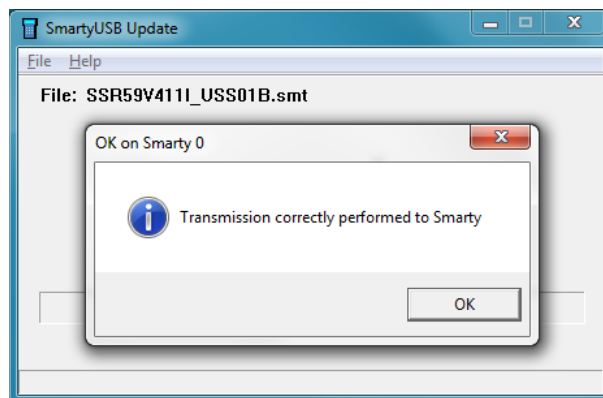 SmartyUSB Update
File Help
File: SSR59V411I_USS01B.smt
OK on Smarty 0
Transmission correctly performed to Smarty
OK